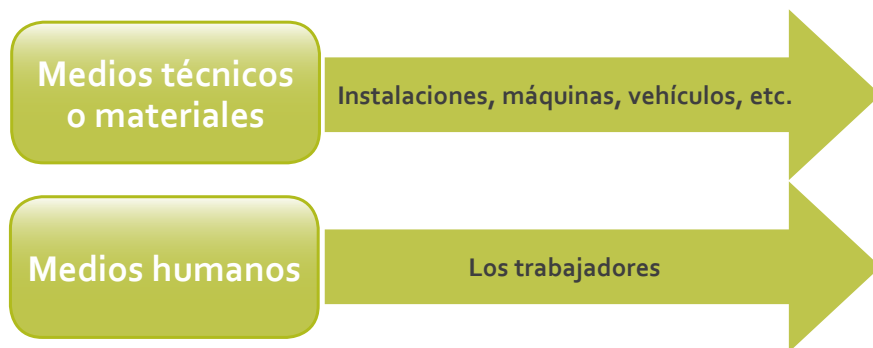 Medios técnicos
o materiales
Instalaciones, máquinas, vehículos, etc.
Medios humanos
Los trabajadores